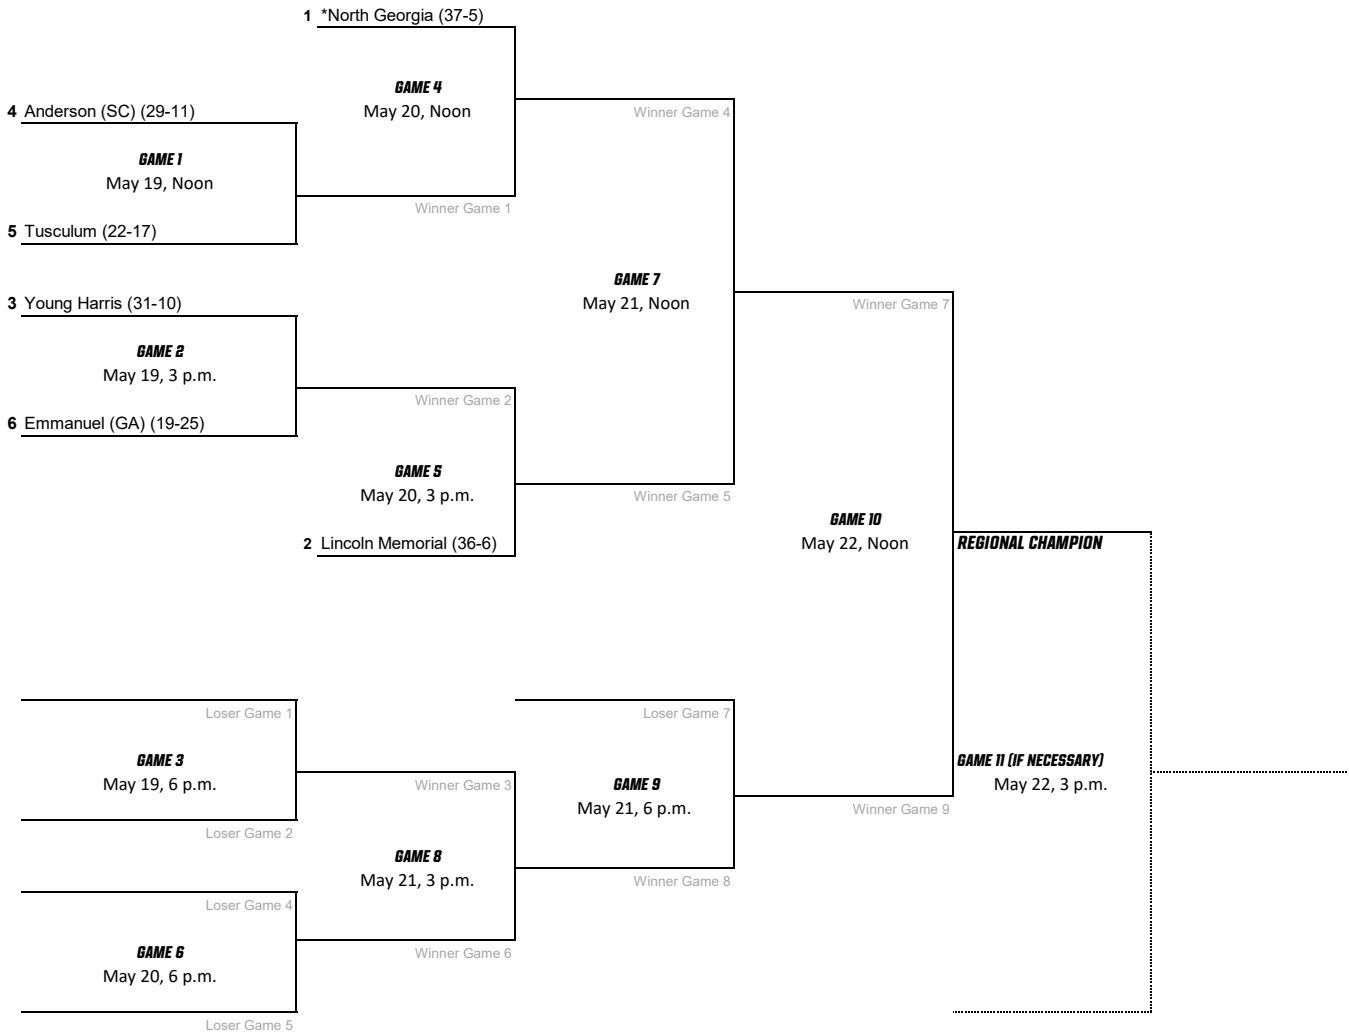 1 *North Georgia (37-5)
GAME 4
May 20, Noon
4 Anderson (SC) (29-11)
Winner Game 4
GAME 1
May 19, Noon
Winner Game 1
5 Tusculum (22-17)
GAME 7
May 21, Noon
3 Young Harris (31-10)
Winner Game 7
GAME 2
May 19, 3 p.m.
Winner Game 2
6 Emmanuel (GA) (19-25)
GAME 5
May 20, 3 p.m.
Winner Game 5
GAME 10
May 22, Noon
2 Lincoln Memorial (36-6)
REGIONAL CHAMPION
Loser Game 1
Loser Game 7
GAME 3
May 19, 6 p.m.
Winner Game 3
GAME 9
May 21, 6 p.m.
GAME 11 (IF NECESSARY)
May 22, 3 p.m.
Winner Game 9
Loser Game 2
GAME 8
May 21, 3 p.m.
Winner Game 8
Loser Game 4
GAME 6
May 20, 6 p.m.
Winner Game 6
Loser Game 5